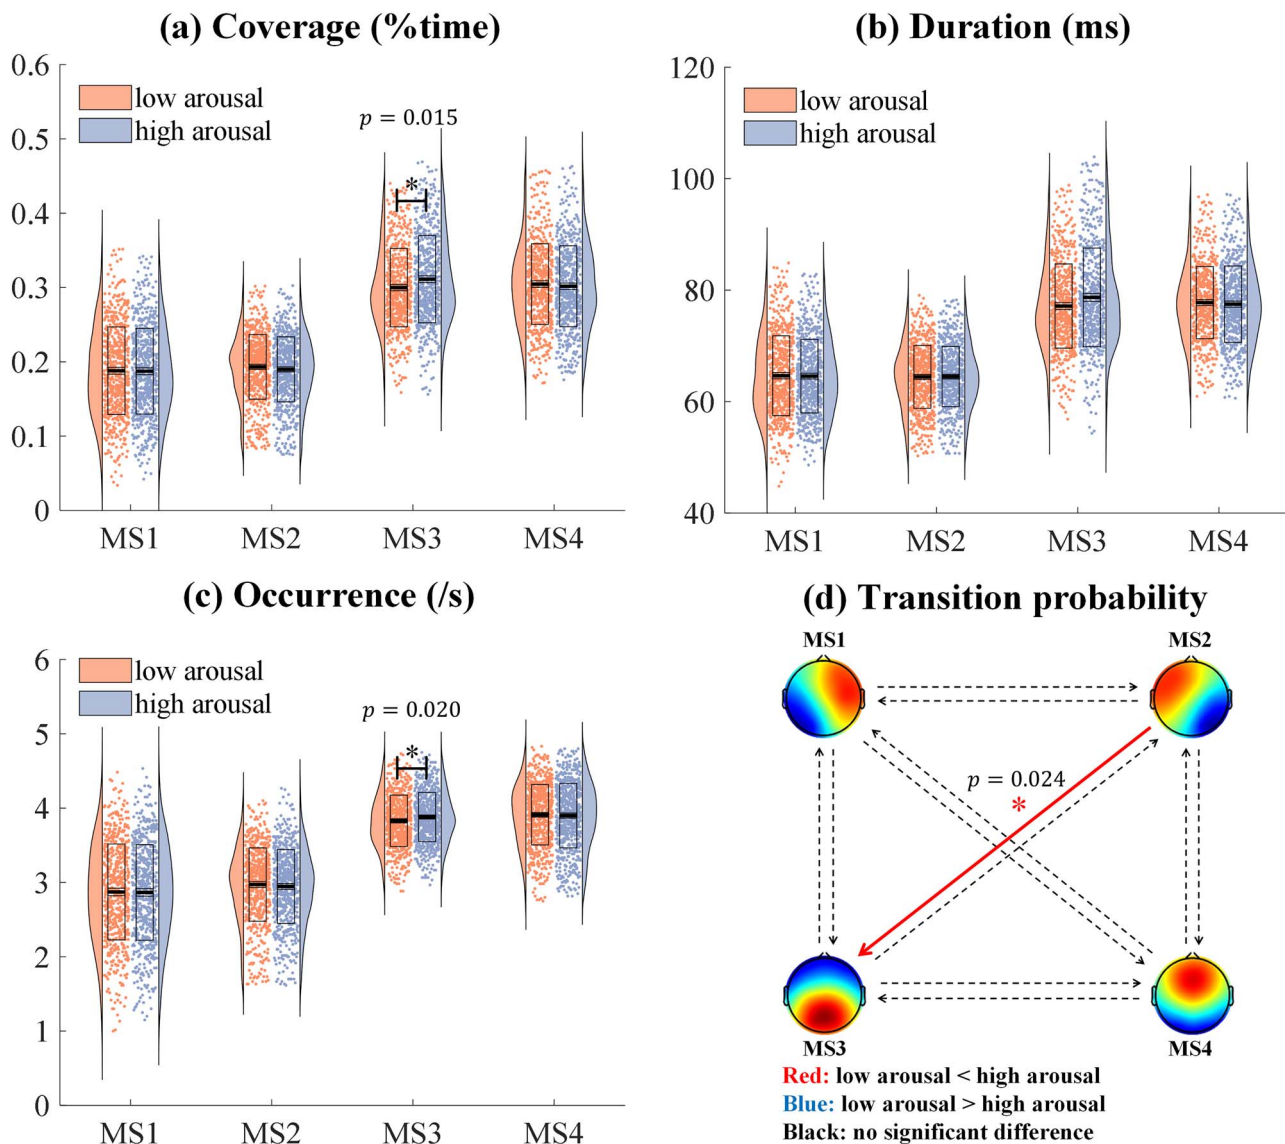 (a) Coverage (%time)
0.6
0.5
0.4
0.3
0.2
0.1
0
low arousal
high arousal
p = 0.015
*
MS1 MS2 MS3 MS4
(b) Duration (ms)
120
100
80
60
40
low arousal
high arousal
MS1 MS2 MS3 MS4
(c) Occurrence (/s)
6
5
4
3
2
1
0
low arousal
high arousal
p = 0.020
*
MS1 MS2 MS3 MS4
(d) Transition probability
MS1 MS2
p = 0.024
*
MS3 MS4
Red: low arousal < high arousal
Blue: low arousal > high arousal
Black: no significant difference